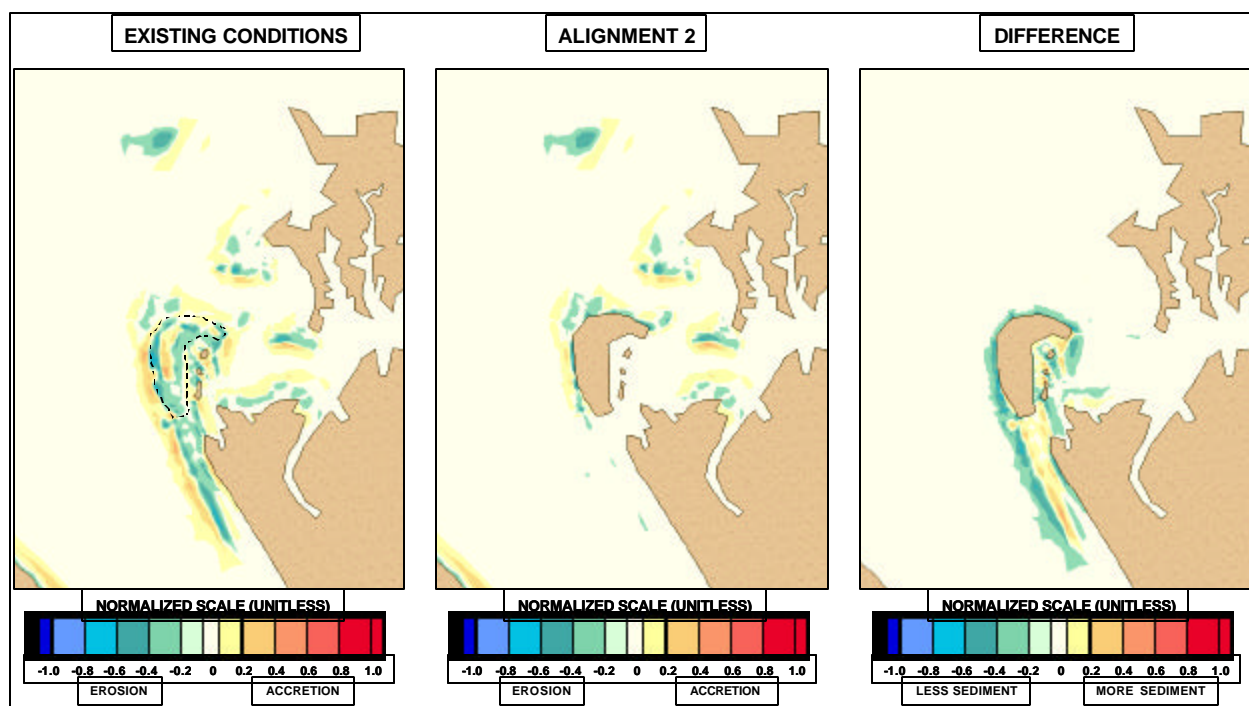 EXISTING CONDITIONS
ALIGNMENT 2
DIFFERENCE
NORMALIZED SCALE (UNITLESS)
-1.0 -0.8 -0.6 -0.4 -0.2 0 0.2 0.4 0.6 0.8 1.0
EROSION ACCRETION
NORMALIZED SCALE (UNITLESS)
-1.0 -0.8 -0.6 -0.4 -0.2 0 0.2 0.4 0.6 0.8 1.0
EROSION ACCRETION
NORMALIZED SCALE (UNITLESS)
-1.0 -0.8 -0.6 -0.4 -0.2 0 0.2 0.4 0.6 0.8 1.0
LESS SEDIMENT MORE SEDIMENT